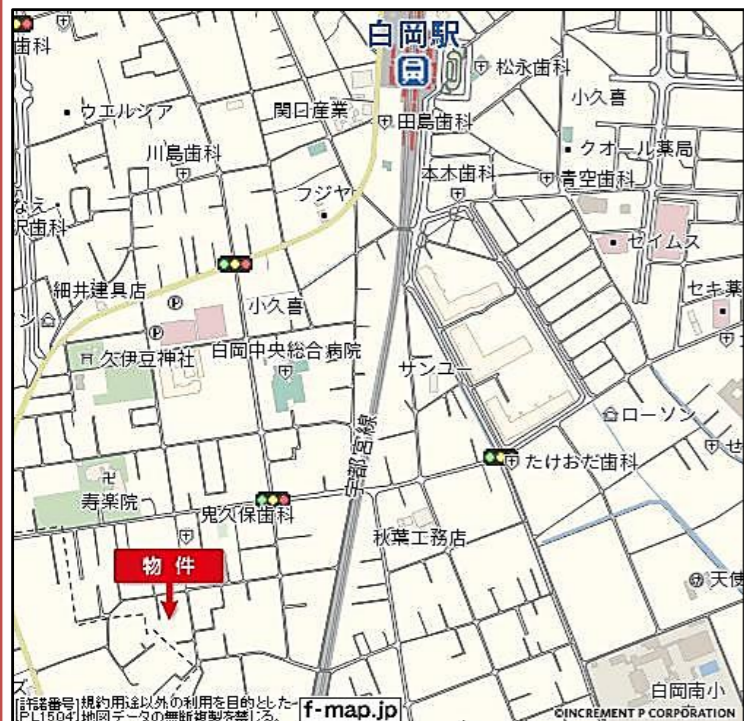 白岡駅
歯科
松永歯科
小久喜
ウエルシア
関口産業
田島歯科
クオール薬局
川島歯科
本木歯科
青空歯科
フジヤ
沢歯科
セイムス
細井建具店
小久喜
セキ薬
久伊豆神社
白岡中央総合病院
サンユー
ローソン
宇都宮線
たけおだ歯科
せ
寿楽院
鬼久保歯科
秋葉工務店
物件
天使
白岡南小
規約用途以外の利用を目的とした
地図データの無断複製を禁じる。
f-map.jp
©INCREMENT P CORPORATION